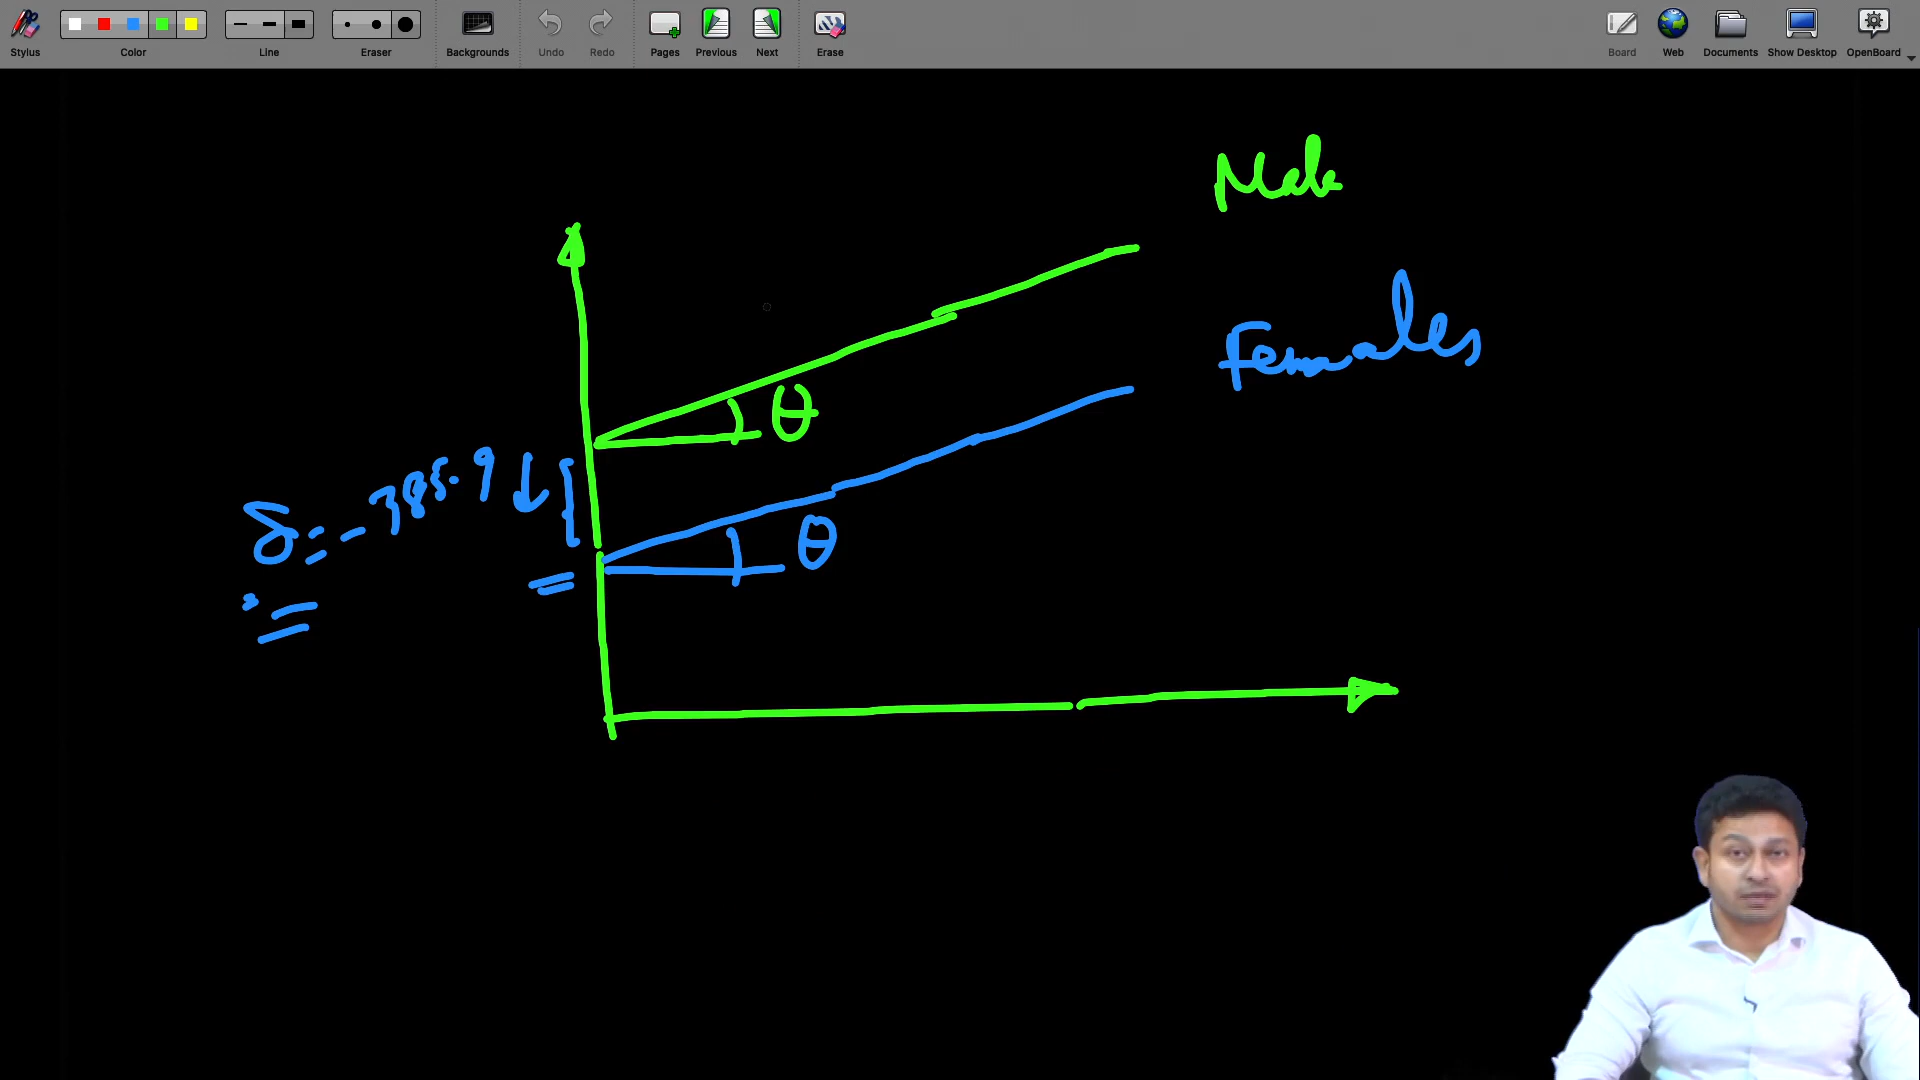 Stylus Color Line Eraser Backgrounds Undo Redo Pages Previous Next Erase Board Web Documents Show Desktop OpenBoard
Male
Females
θ
δ = -385.9 ↓
θ